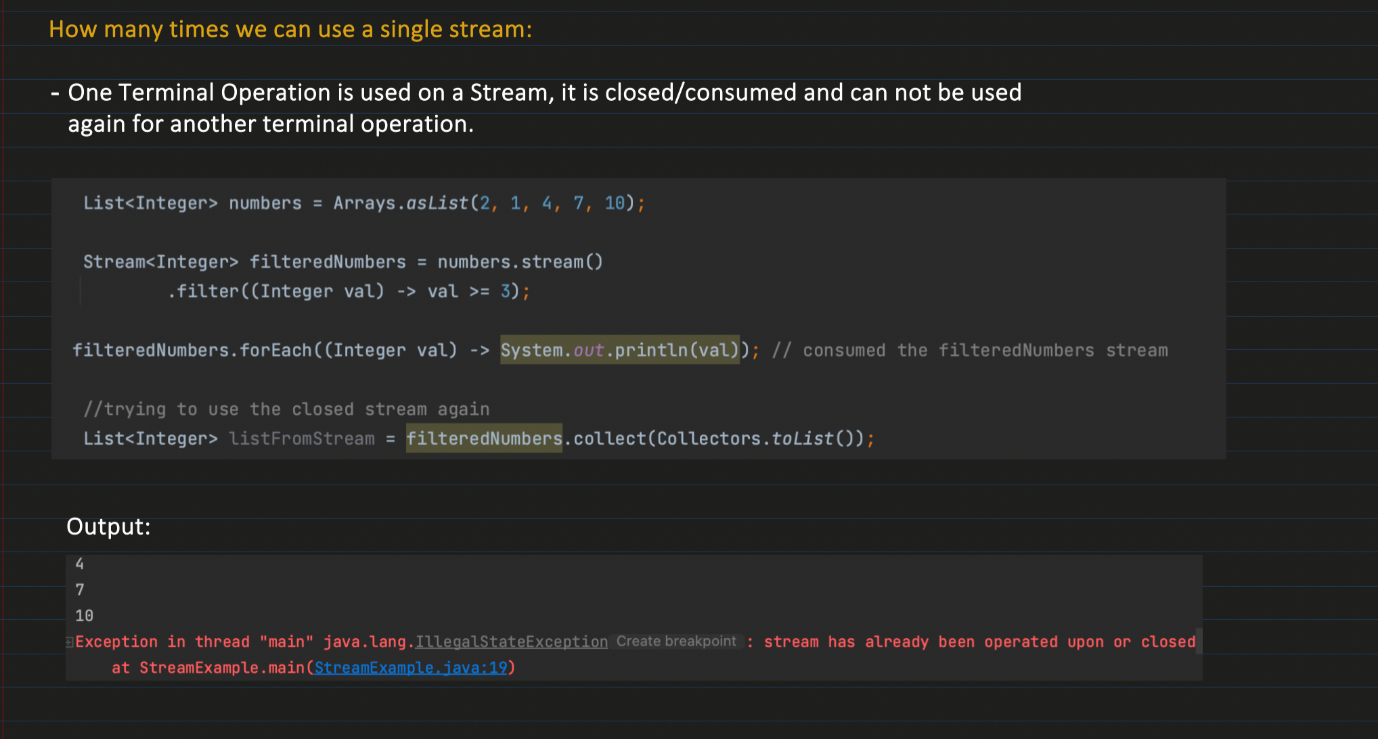 How many times we can use a single stream:
- One Terminal Operation is used on a Stream, it is closed/consumed and can not be used
again for another terminal operation.
List<Integer> numbers = Arrays.asList(2, 1, 4, 7, 10);
Stream<Integer> filteredNumbers = numbers.stream()
.filter((Integer val) -> val >= 3);
filteredNumbers.forEach((Integer val) -> System.out.println(val)); // consumed the filteredNumbers stream
//trying to use the closed stream again
List<Integer> listFromStream = filteredNumbers.collect(Collectors.toList());
Output:
4
7
10
Exception in thread "main" java.lang.IllegalStateException Create breakpoint : stream has already been operated upon or closed
at StreamExample.main(StreamExample.java:19)